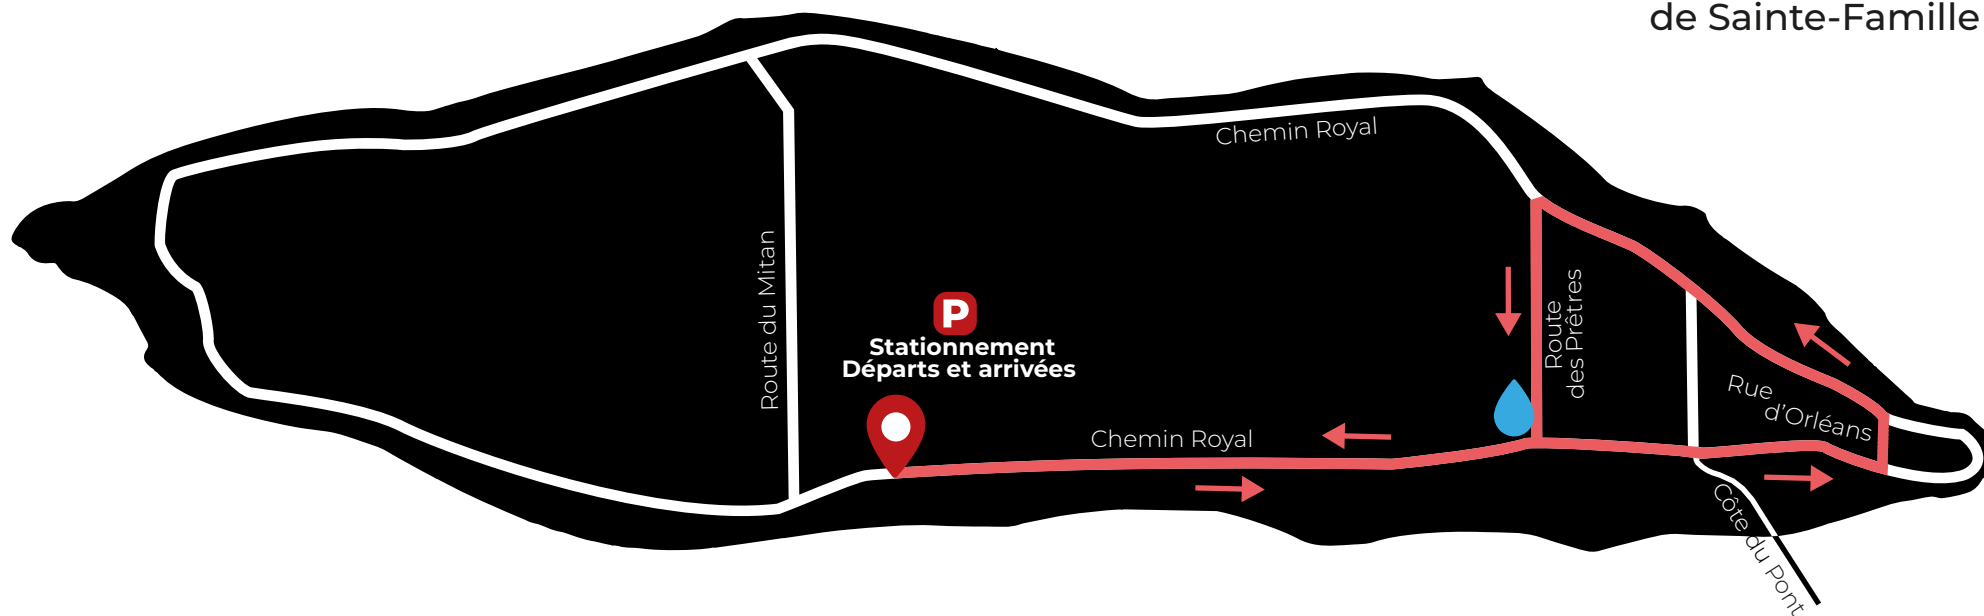 de Sainte-Famille
Chemin Royal
Route du Mitan
P
Stationnement
Départs et arrivées
Route
des Prêtres
Rue
d'Orléans
Chemin Royal
Côte du Pont